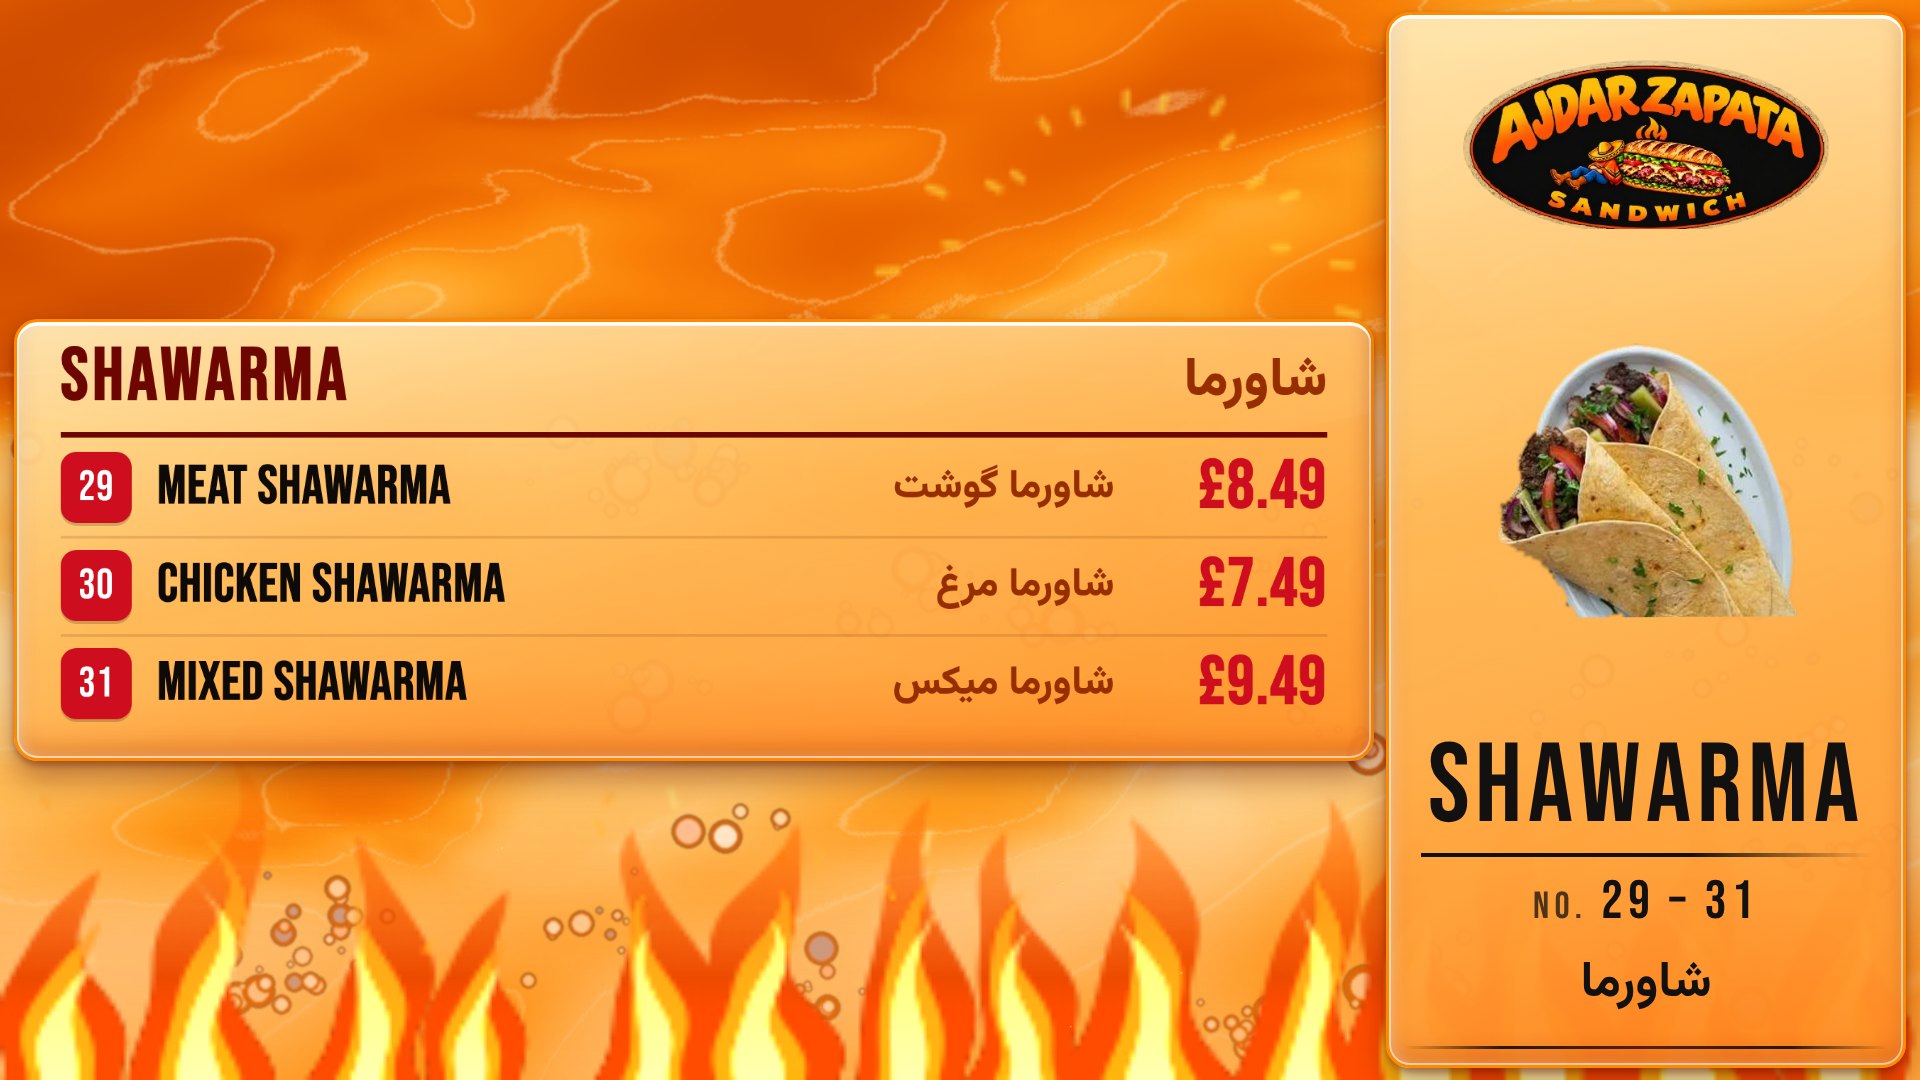 SHAWARMA شاورما
29 MEAT SHAWARMA شاورما گوشت £8.49
30 CHICKEN SHAWARMA شاورما مرغ £7.49
31 MIXED SHAWARMA شاورما میکس £9.49
AJDAR ZAPATA
SANDWICH
SHAWARMA
NO. 29 – 31
شاورما